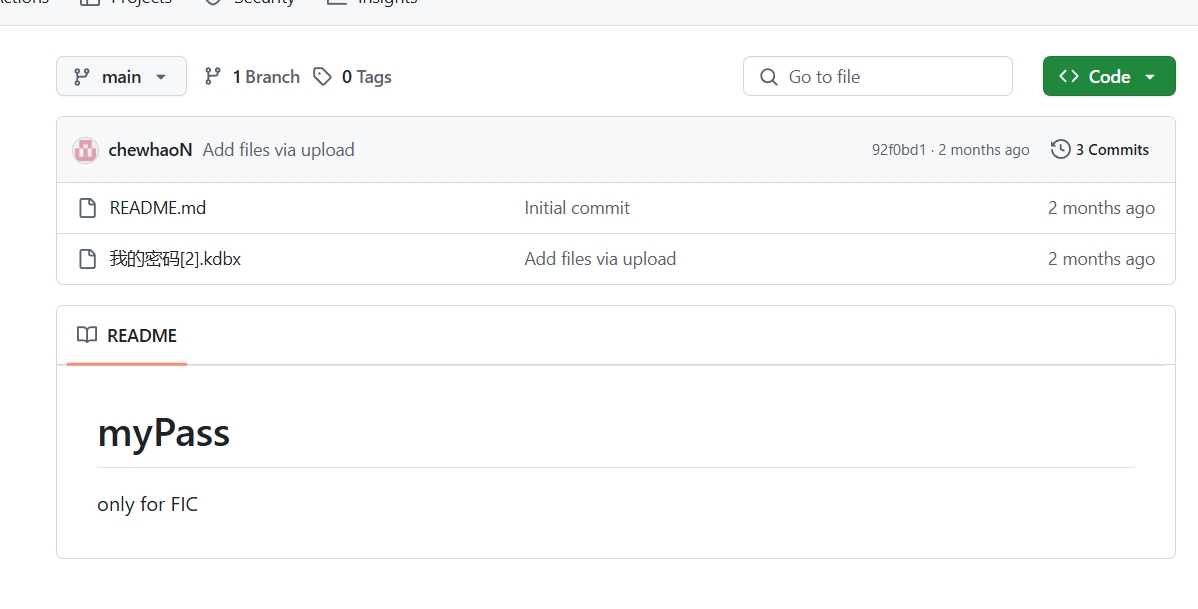 Projects Security Insights
main 1 Branch 0 Tags Go to file Code
chewhaoN Add files via upload 92f0bd1 · 2 months ago 3 Commits
README.md Initial commit 2 months ago
我的密码[2].kdbx Add files via upload 2 months ago
README
myPass
only for FIC